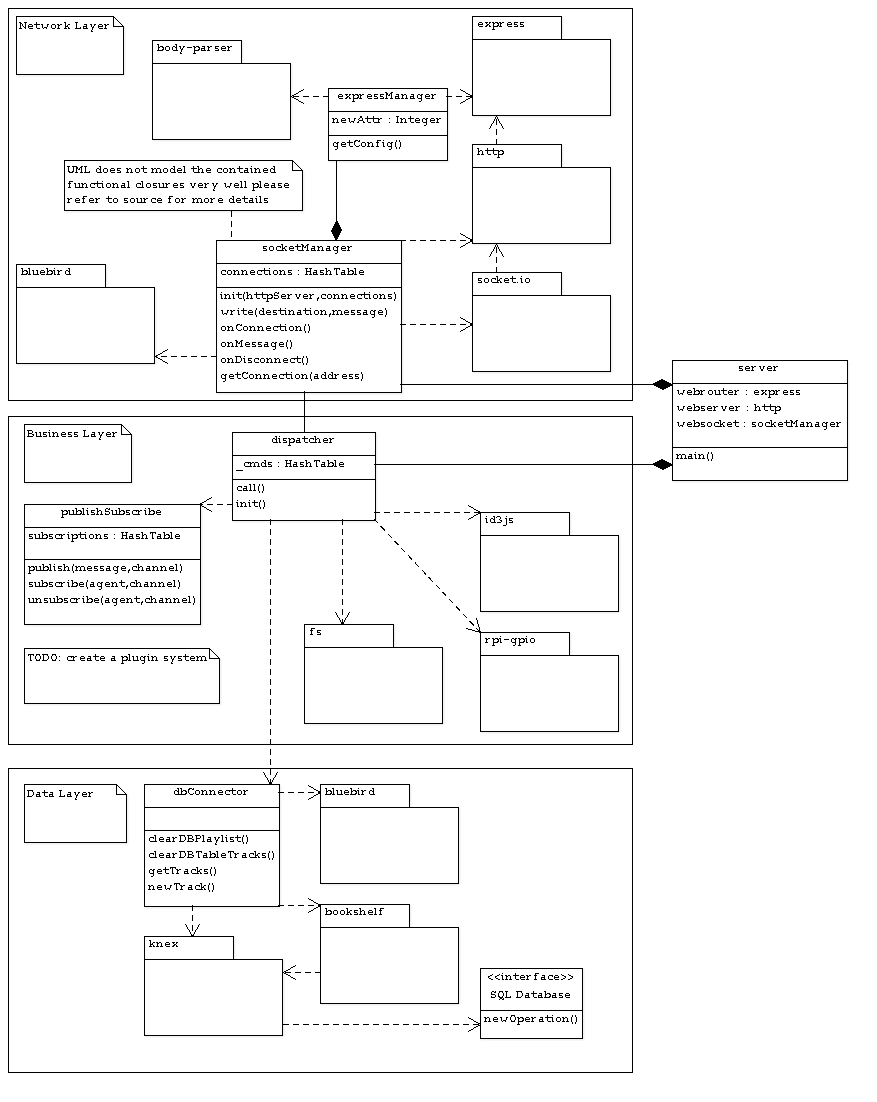 Network Layer
body-parser
express
expressManager
newAttr : Integer
getConfig()
http
UML does not model the contained
functional closures very well please
refer to source for more details
bluebird
socketManager
connections : HashTable
init(httpServer,connections)
write(destination,message)
onConnection()
onMessage()
onDisconnect()
getConnection(address)
socket.io
server
webrouter : express
webserver : http
websocket : socketManager
main()
Business Layer
dispatcher
_cmds : HashTable
call()
init()
publishSubscribe
subscriptions : HashTable
publish(message,channel)
subscribe(agent,channel)
unsubscribe(agent,channel)
id3js
fs
rpi-gpio
TODO: create a plugin system
Data Layer
dbConnector
clearDBPlaylist()
clearDBTableTracks()
getTracks()
newTrack()
bluebird
bookshelf
knex
<<interface>>
SQL Database
newOperation()